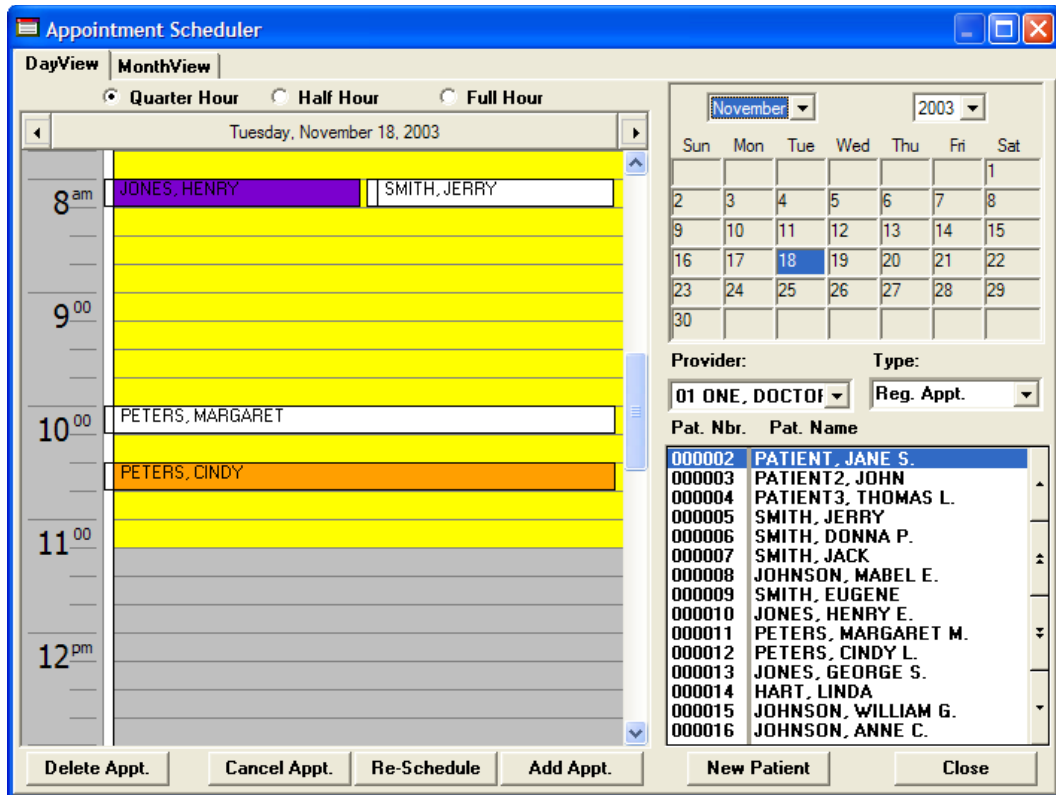 Appointment Scheduler
DayView MonthView
Quarter Hour Half Hour Full Hour
Tuesday, November 18, 2003
8 am
JONES, HENRY SMITH, JERRY
9 00
10 00
PETERS, MARGARET
PETERS, CINDY
11 00
12 pm
November 2003
Sun Mon Tue Wed Thu Fri Sat
1
2 3 4 5 6 7 8
9 10 11 12 13 14 15
16 17 18 19 20 21 22
23 24 25 26 27 28 29
30
Provider: Type:
01 ONE, DOCTOF Reg. Appt.
Pat. Nbr. Pat. Name
000002 PATIENT, JANE S.
000003 PATIENT2, JOHN
000004 PATIENT3, THOMAS L.
000005 SMITH, JERRY
000006 SMITH, DONNA P.
000007 SMITH, JACK
000008 JOHNSON, MABEL E.
000009 SMITH, EUGENE
000010 JONES, HENRY E.
000011 PETERS, MARGARET M.
000012 PETERS, CINDY L.
000013 JONES, GEORGE S.
000014 HART, LINDA
000015 JOHNSON, WILLIAM G.
000016 JOHNSON, ANNE C.
Delete Appt. Cancel Appt. Re-Schedule Add Appt. New Patient Close